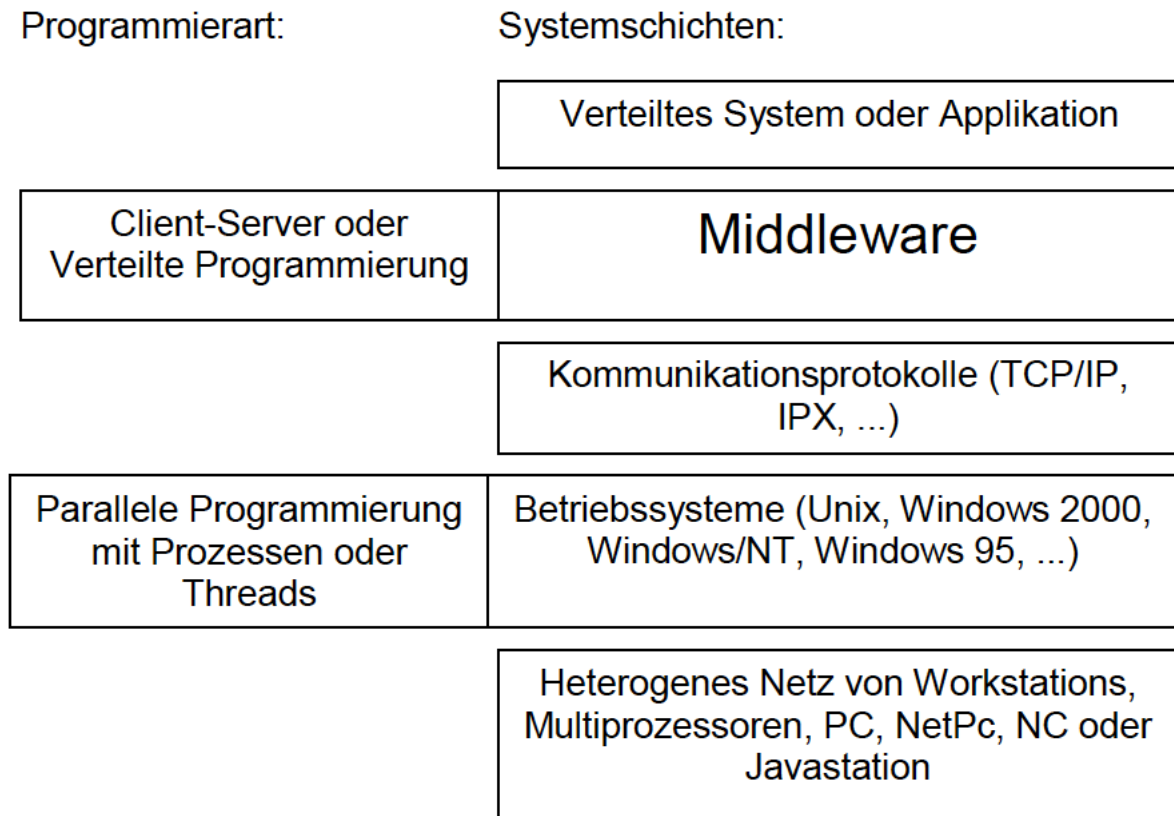 Programmierart:
Systemschichten:
Verteiltes System oder Applikation
Client-Server oder
Verteilte Programmierung
Middleware
Kommunikationsprotokolle (TCP/IP,
IPX, ...)
Parallele Programmierung
mit Prozessen oder
Threads
Betriebssysteme (Unix, Windows 2000,
Windows/NT, Windows 95, ...)
Heterogenes Netz von Workstations,
Multiprozessoren, PC, NetPc, NC oder
Javastation